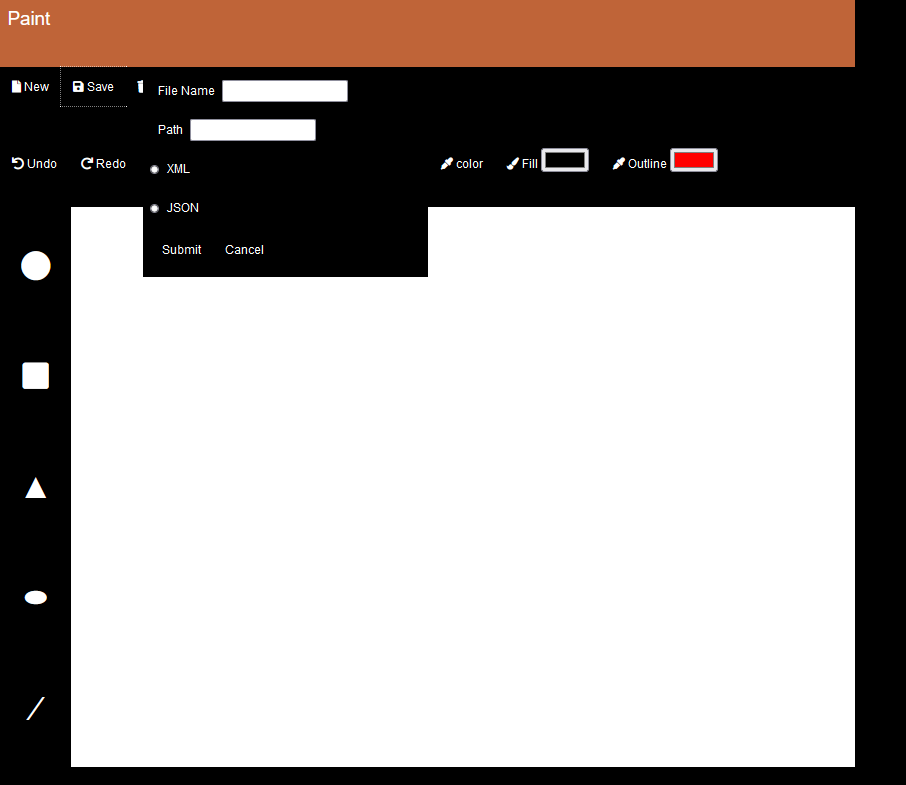 Paint
New Save
File Name
Path
Undo Redo color Fill Outline
XML
JSON
Submit Cancel